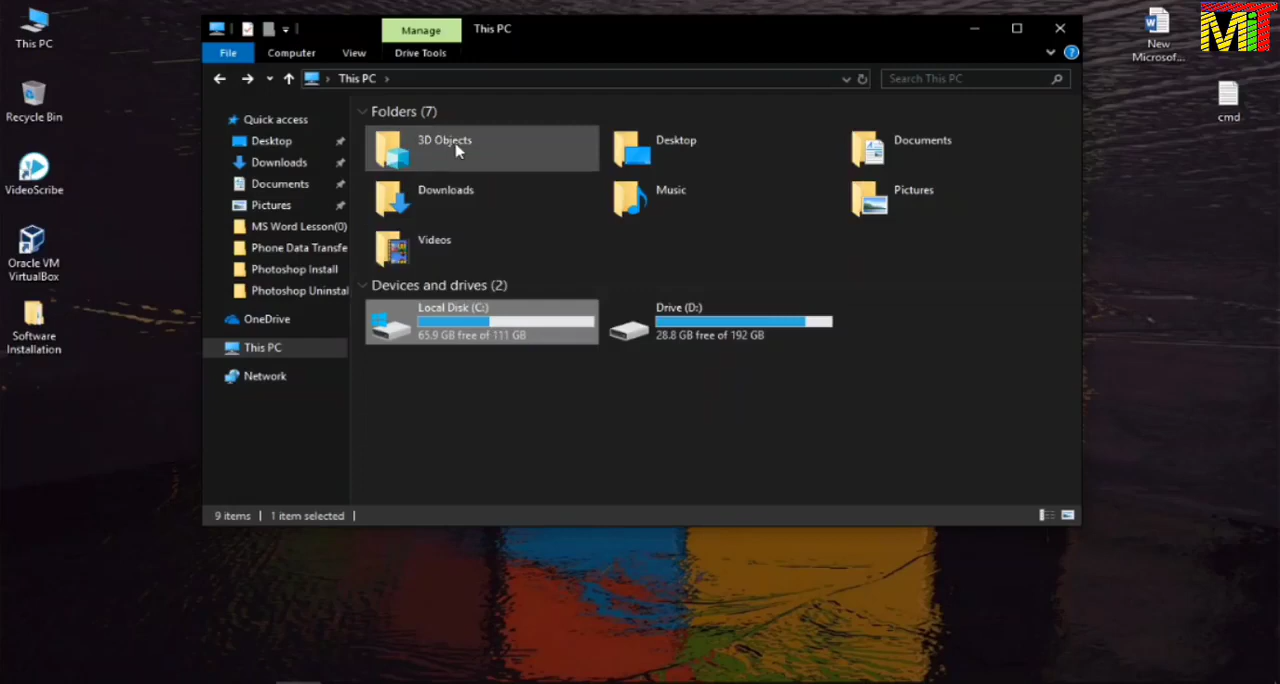 This PC
Recycle Bin
VideoScribe
Oracle VM
VirtualBox
Software
Installation
Manage
This PC
File
Computer
View
Drive Tools
This PC
Search This PC
Quick access
Desktop
Downloads
Documents
Pictures
MS Word Lesson(0)
Phone Data Transfe
Photoshop Install
Photoshop Uninstal
OneDrive
This PC
Network
Folders (7)
3D Objects
Desktop
Documents
Downloads
Music
Pictures
Videos
Devices and drives (2)
Local Disk (C:)
65.9 GB free of 111 GB
Drive (D:)
28.8 GB free of 192 GB
9 items
1 item selected
New
Microsof...
cmd
MIT